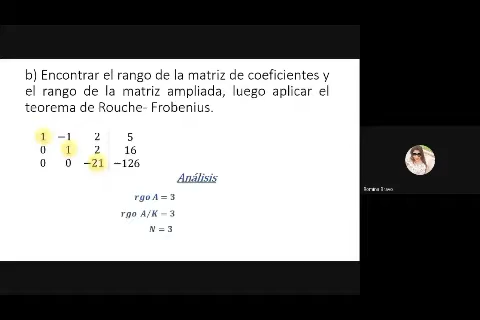 b) Encontrar el rango de la matriz de coeficientes y
el rango de la matriz ampliada, luego aplicar el
teorema de Rouche- Frobenius.
1 −1 2 5
0 1 2 16
0 0 −21 −126
Análisis
rgo A = 3
rgo A/K = 3
N = 3
Romina Bravo